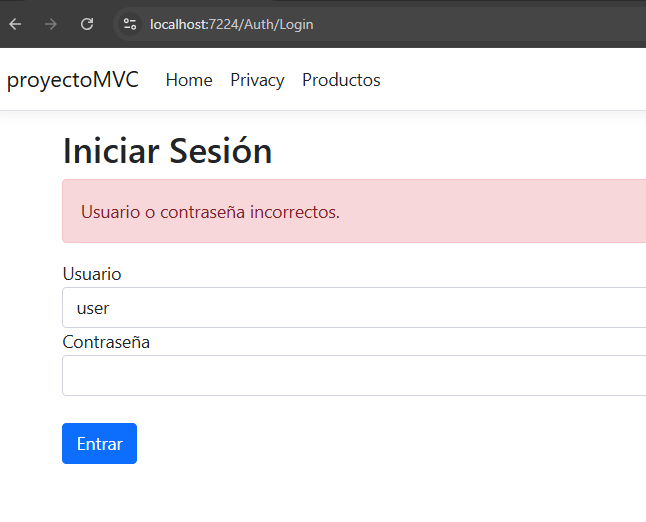 localhost:7224/Auth/Login
proyectoMVC Home Privacy Productos
Iniciar Sesión
Usuario o contraseña incorrectos.
Usuario
user
Contraseña
Entrar